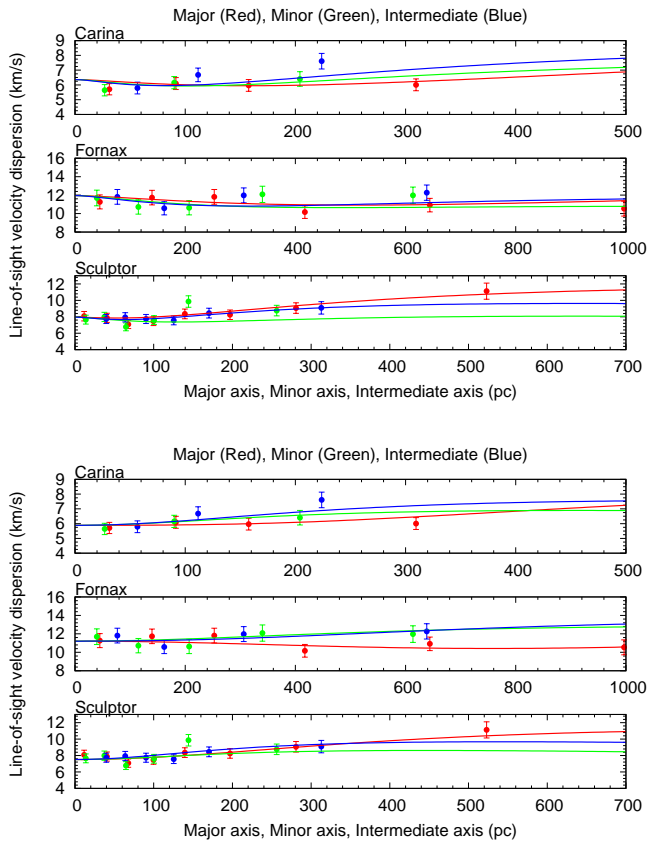 Major (Red), Minor (Green), Intermediate (Blue)
Carina
9
8
7
6
5
4
3
0 100 200 300 400 500
Fornax
16
14
12
10
8
6
0 200 400 600 800 1000
Line-of-sight velocity dispersion (km/s)
Sculptor
12
10
8
6
4
0 100 200 300 400 500 600 700
Major axis, Minor axis, Intermediate axis (pc)
Major (Red), Minor (Green), Intermediate (Blue)
Carina
9
8
7
6
5
4
3
0 100 200 300 400 500
Fornax
16
14
12
10
8
6
0 200 400 600 800 1000
Line-of-sight velocity dispersion (km/s)
Sculptor
12
10
8
6
4
0 100 200 300 400 500 600 700
Major axis, Minor axis, Intermediate axis (pc)